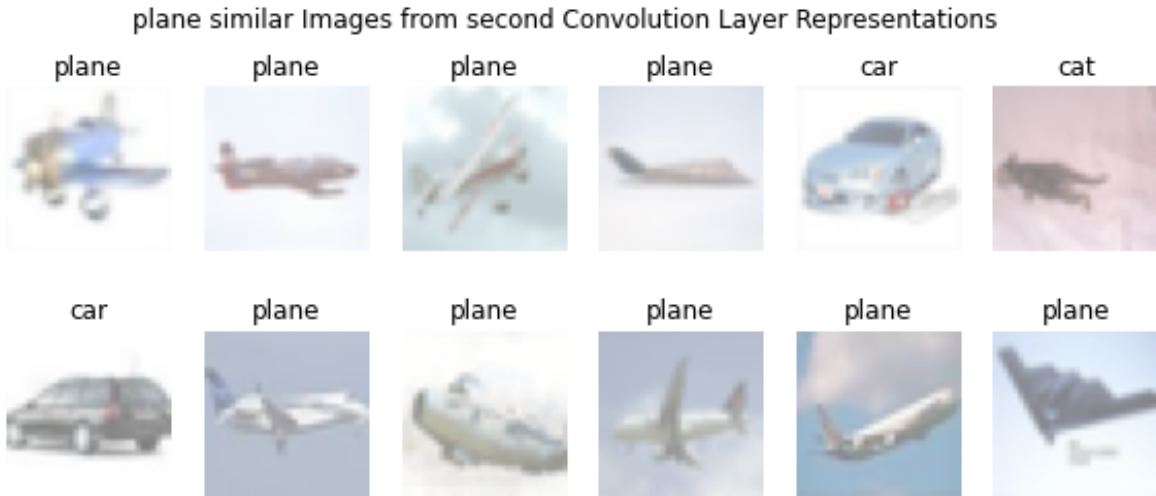 plane similar Images from second Convolution Layer Representations
plane plane plane plane car cat
car plane plane plane plane plane